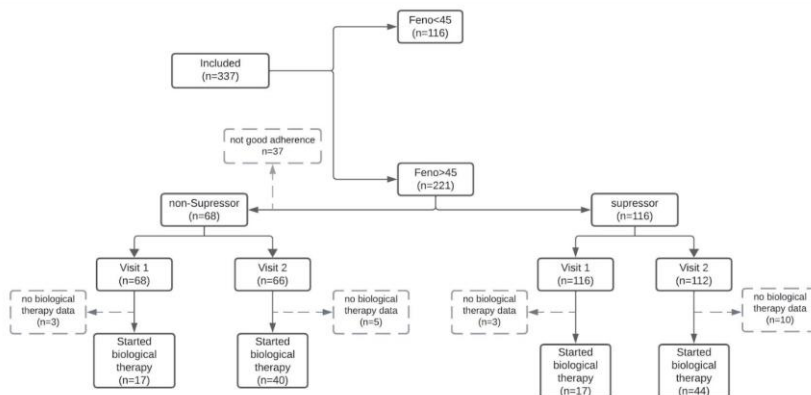 Feno<45
(n=116)
Included
(n=337)
not good adherence
n=37
Feno>45
(n=221)
non-Supressor
(n=68)
supressor
(n=116)
Visit 1
(n=68)
Visit 2
(n=66)
Visit 1
(n=116)
Visit 2
(n=112)
no biological
therapy data
(n=3)
no biological
therapy data
(n=5)
no biological
therapy data
(n=3)
no biological
therapy data
(n=10)
Started
biological
therapy
(n=17)
Started
biological
therapy
(n=40)
Started
biological
therapy
(n=17)
Started
biological
therapy
(n=44)